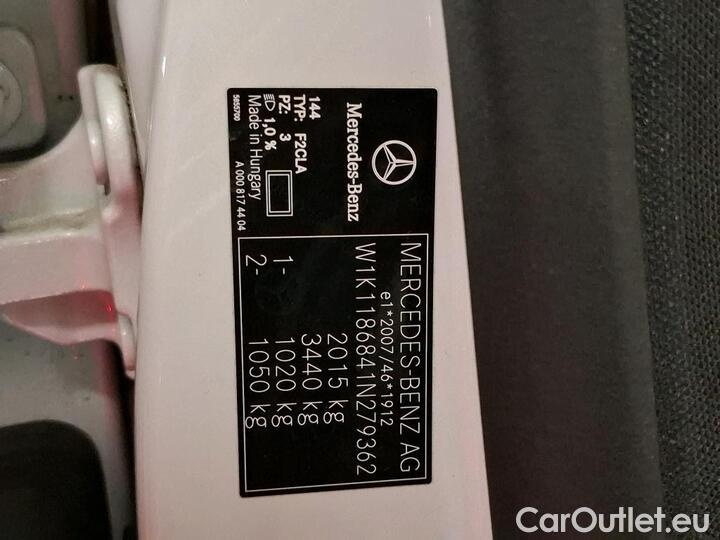 MERCEDES-BENZ AG
e1*2007/46*1912
W1K1186841N279362
2015 kg
3440 kg
1- 1020 kg
2- 1050 kg
Mercedes-Benz
144
TYP: F2CLA
PZ: 3
1,0 %
Made in Hungary
A 000 817 44 04
5855700
CarOutlet.eu